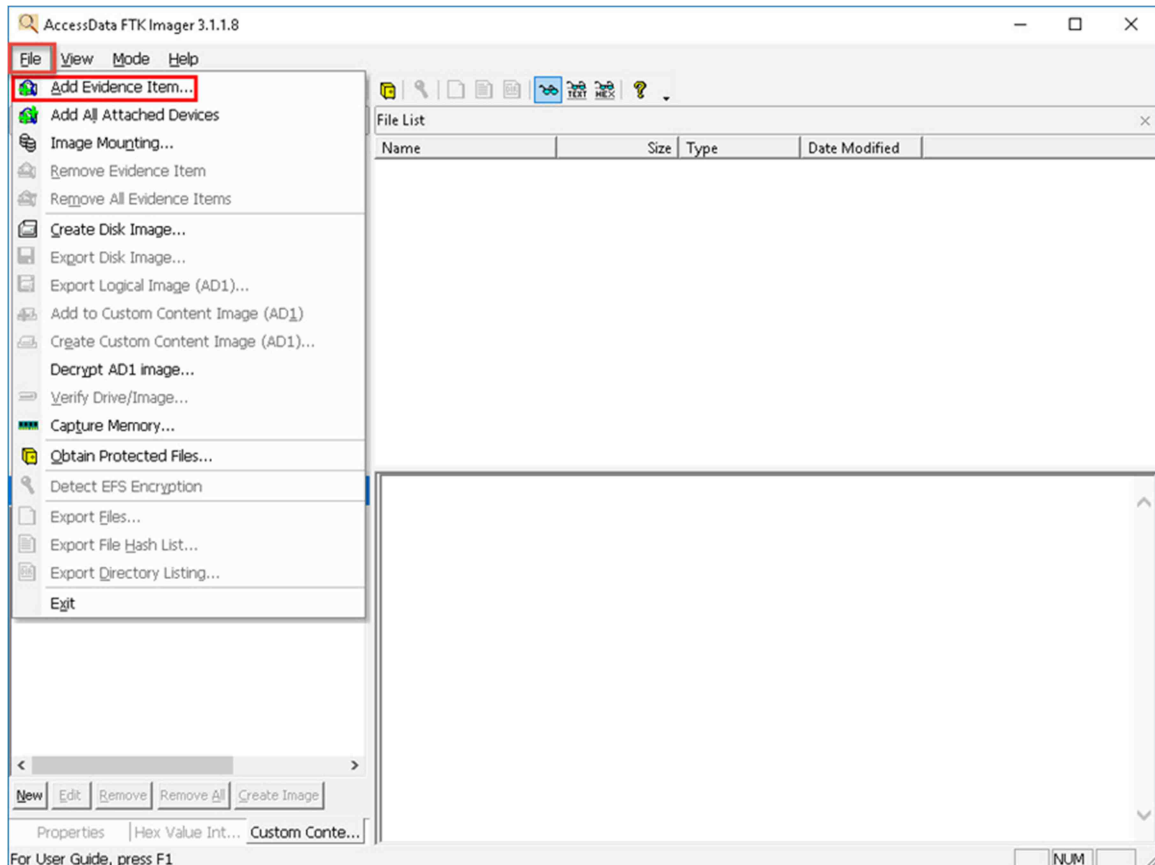 AccessData FTK Imager 3.1.1.8
File View Mode Help
Add Evidence Item...
Add All Attached Devices
Image Mounting...
Remove Evidence Item
Remove All Evidence Items
Create Disk Image...
Export Disk Image...
Export Logical Image (AD1)...
Add to Custom Content Image (AD1)
Create Custom Content Image (AD1)...
Decrypt AD1 image...
Verify Drive/Image...
Capture Memory...
Obtain Protected Files...
Detect EFS Encryption
Export Files...
Export File Hash List...
Export Directory Listing...
Exit
TEXT HEX
File List
Name Size Type Date Modified
New Edit Remove Remove All Create Image
Properties Hex Value Int... Custom Conte...
For User Guide, press F1
NUM